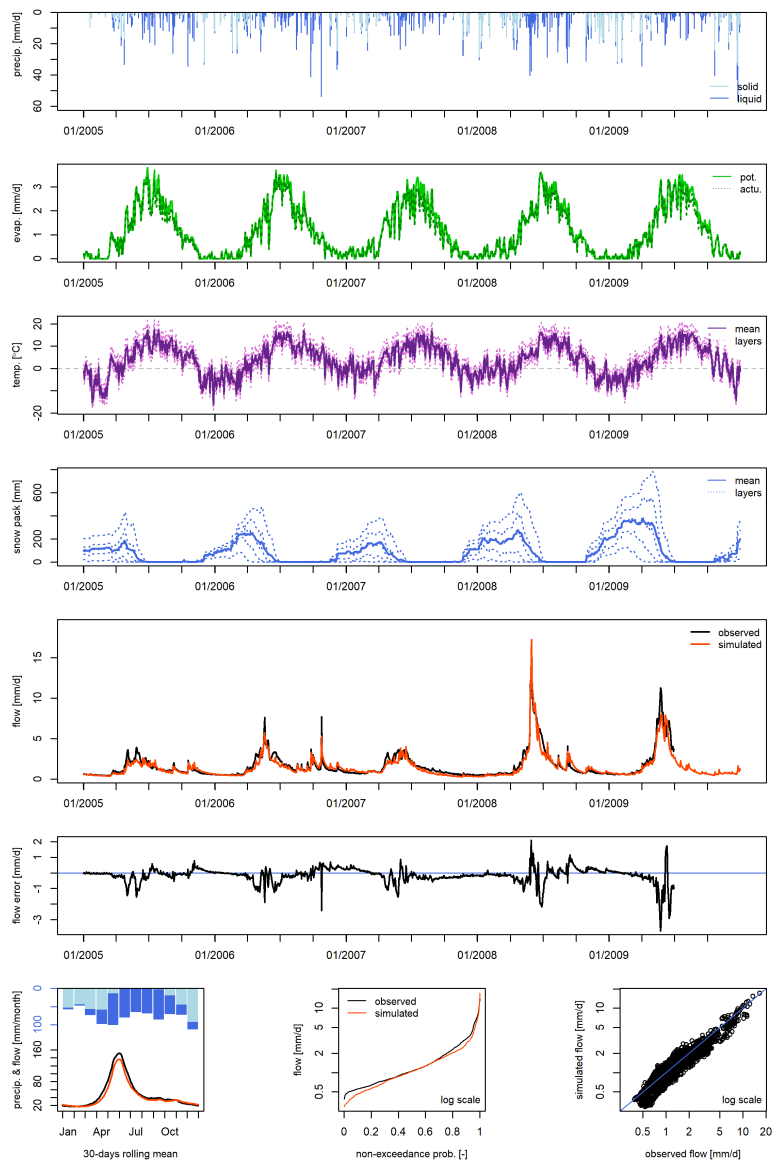 precip. [mm/d]
0
20
40
60
solid
liquid
01/2005
01/2006
01/2007
01/2008
01/2009
evap. [mm/d]
3
2
1
0
pot.
actu.
01/2005
01/2006
01/2007
01/2008
01/2009
temp. [°C]
20
10
0
-20
mean
layers
01/2005
01/2006
01/2007
01/2008
01/2009
snow pack [mm]
600
200
0
mean
layers
01/2005
01/2006
01/2007
01/2008
01/2009
flow [mm/d]
15
10
5
0
observed
simulated
01/2005
01/2006
01/2007
01/2008
01/2009
flow error [mm/d]
2
1
-1
-3
01/2005
01/2006
01/2007
01/2008
01/2009
precip. & flow [mm/month]
0
100
160
120
80
20
Jan Apr Jul Oct
30-days rolling mean
flow [mm/d]
10
5
2
0.5
observed
simulated
log scale
0 0.2 0.4 0.6 0.8 1
non-exceedance prob. [-]
simulated flow [mm/d]
10
5
2
0.5
log scale
0.5 2 5 10 20
observed flow [mm/d]